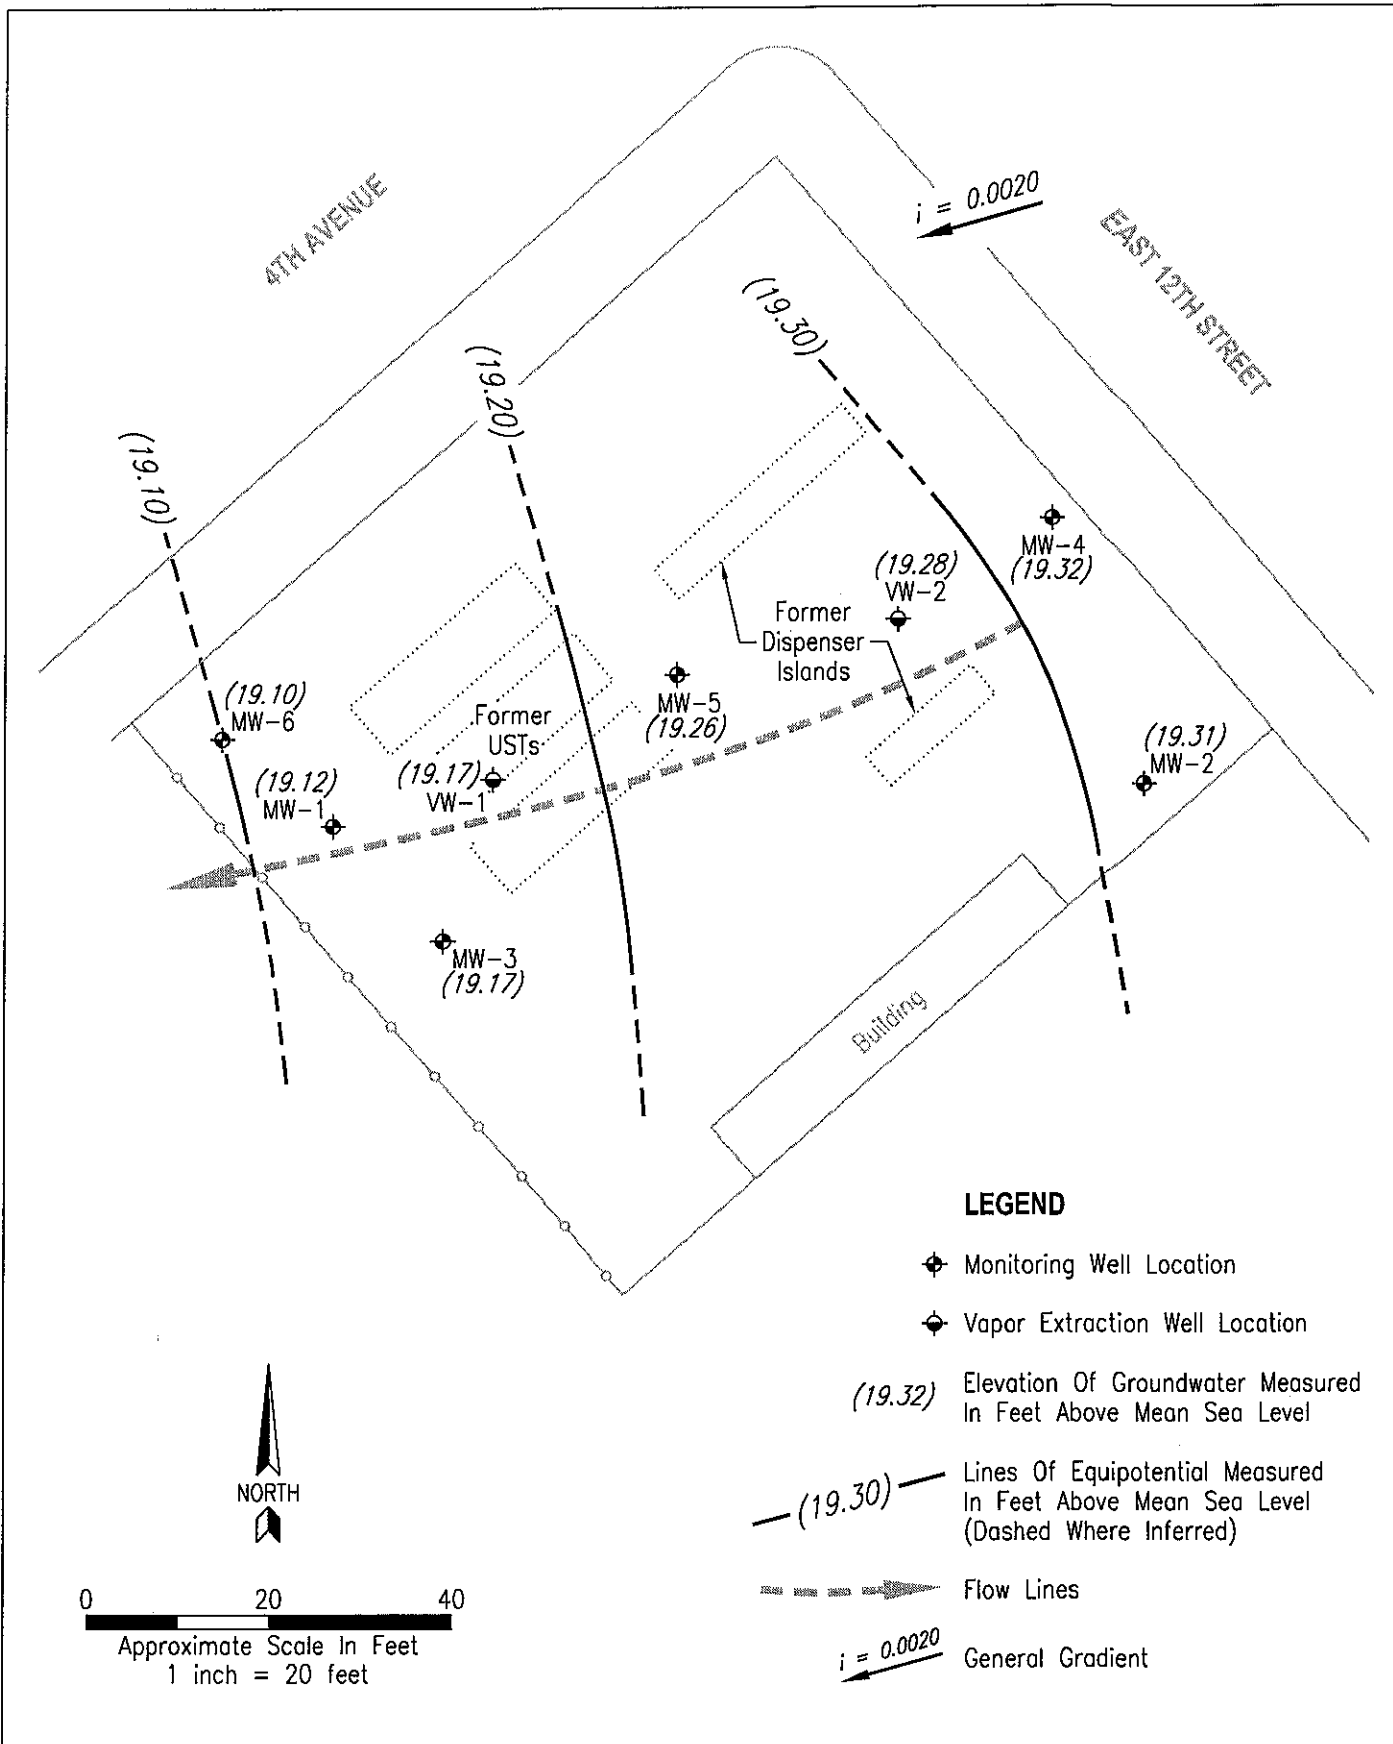 4TH AVENUE
i = 0.0020
EAST 12TH STREET
(19.30)
(19.20)
(19.10)
MW-4
(19.32)
(19.28)
VW-2
Former
Dispenser
Islands
MW-5
(19.26)
(19.10)
MW-6
Former
USTs
(19.12)
MW-1
(19.17)
VW-1
(19.31)
MW-2
MW-3
(19.17)
Building
LEGEND
Monitoring Well Location
Vapor Extraction Well Location
(19.32)
Elevation Of Groundwater Measured
In Feet Above Mean Sea Level
(19.30)
Lines Of Equipotential Measured
In Feet Above Mean Sea Level
(Dashed Where Inferred)
Flow Lines
i = 0.0020
General Gradient
NORTH
0 20 40
Approximate Scale In Feet
1 inch = 20 feet